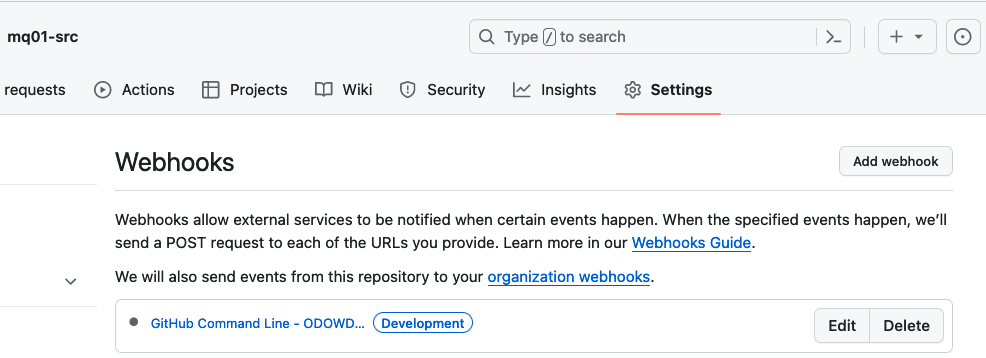 mq01-src
Type / to search
requests
Actions
Projects
Wiki
Security
Insights
Settings
Webhooks
Add webhook
Webhooks allow external services to be notified when certain events happen. When the specified events happen, we'll
send a POST request to each of the URLs you provide. Learn more in our Webhooks Guide.
We will also send events from this repository to your organization webhooks.
GitHub Command Line - ODOWD... Development
Edit
Delete